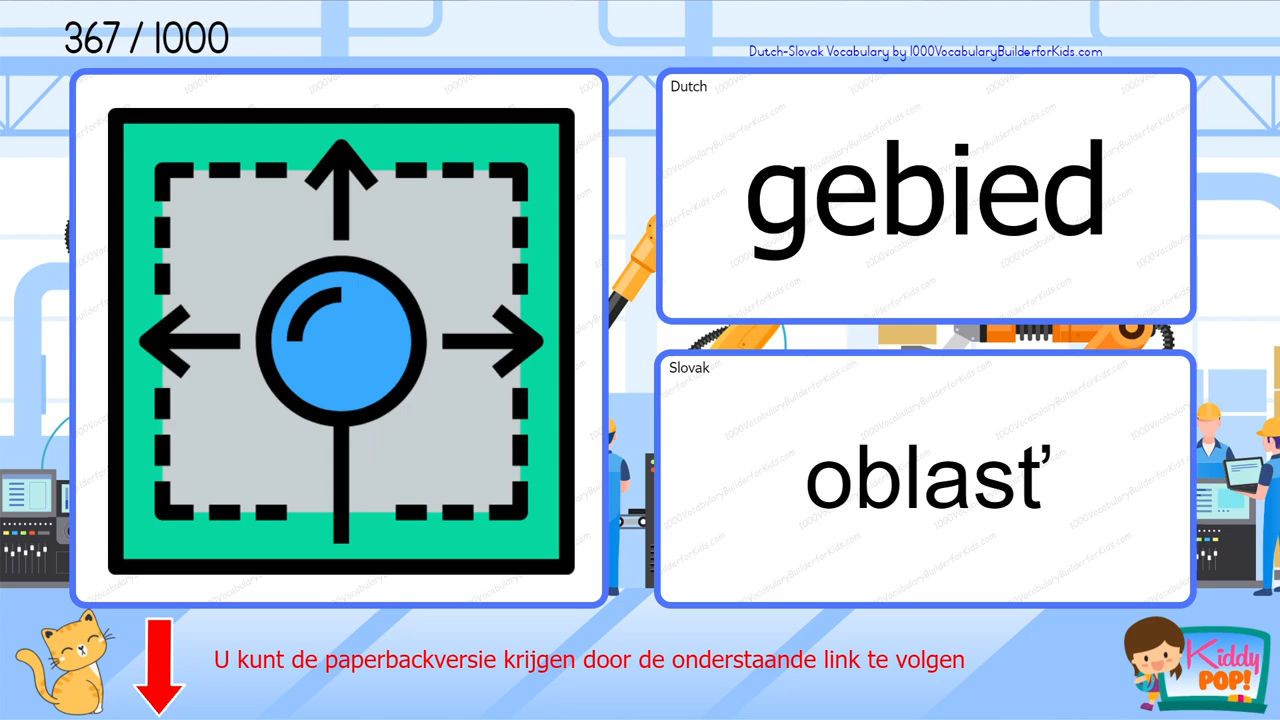 367 / 1000
Dutch-Slovak Vocabulary by 1000VocabularyBuilderforKids.com
Dutch
gebied
Slovak
oblasť
U kunt de paperbackversie krijgen door de onderstaande link te volgen
Kiddy
POP!